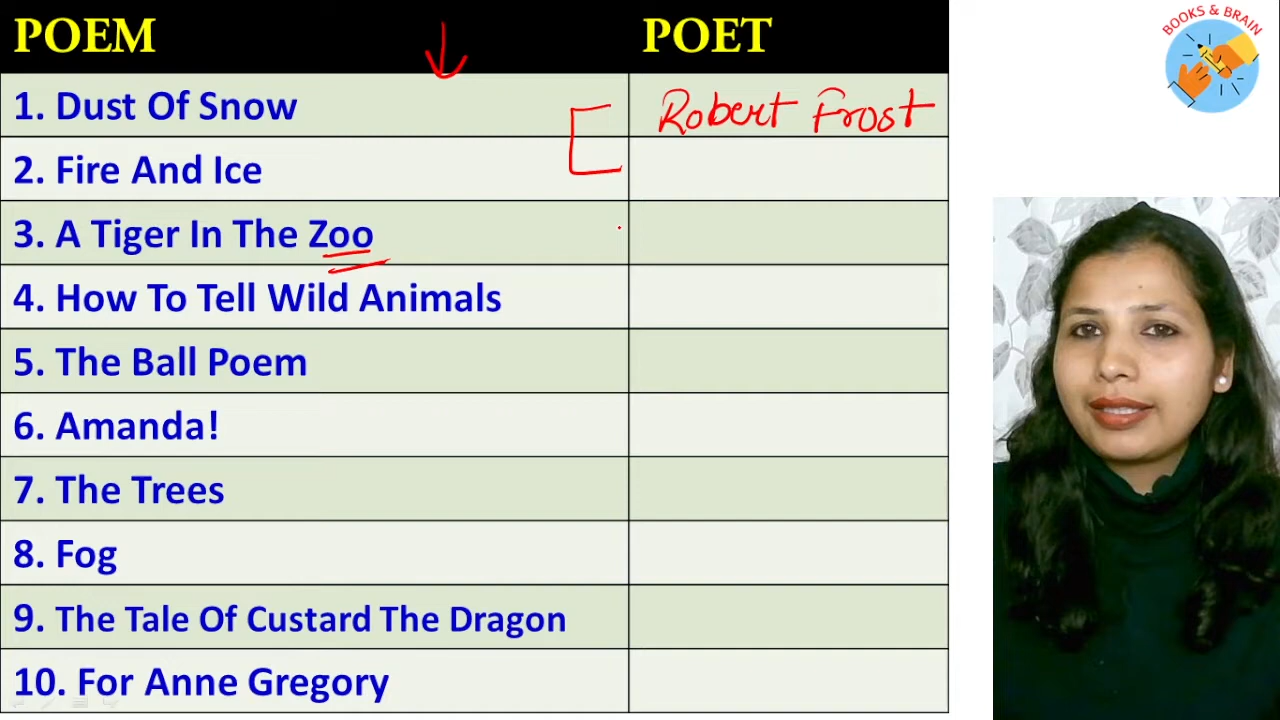 POEM POET
BOOKS & BRAIN
1. Dust Of Snow Robert Frost
2. Fire And Ice
3. A Tiger In The Zoo
4. How To Tell Wild Animals
5. The Ball Poem
6. Amanda!
7. The Trees
8. Fog
9. The Tale Of Custard The Dragon
10. For Anne Gregory